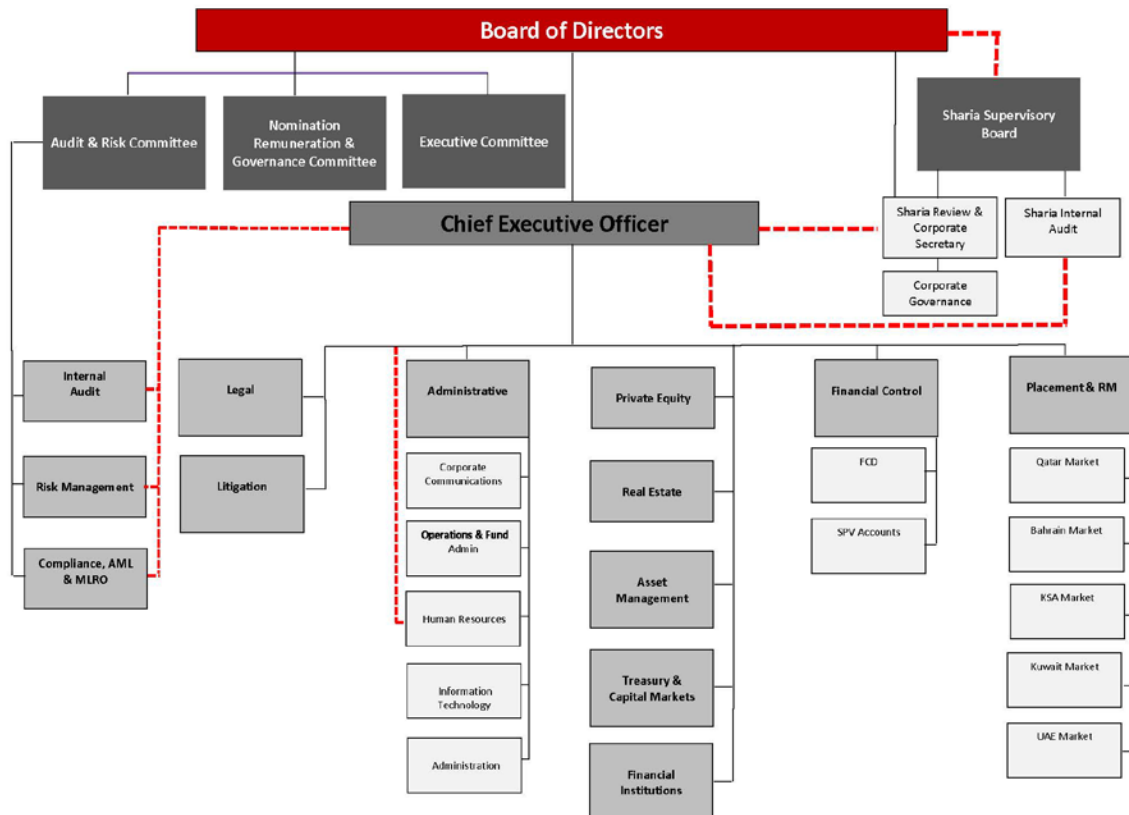 Board of Directors
Audit & Risk Committee
Nomination
Remuneration &
Governance Committee
Executive Committee
Sharia Supervisory
Board
Chief Executive Officer
Sharia Review &
Corporate
Secretary
Sharia Internal
Audit
Corporate
Governance
Internal
Audit
Risk Management
Compliance, AML
& MLRO
Legal
Litigation
Administrative
Corporate
Communications
Operations & Fund
Admin
Human Resources
Information
Technology
Administration
Private Equity
Real Estate
Asset
Management
Treasury &
Capital Markets
Financial
Institutions
Financial Control
FCD
SPV Accounts
Placement & RM
Qatar Market
Bahrain Market
KSA Market
Kuwait Market
UAE Market